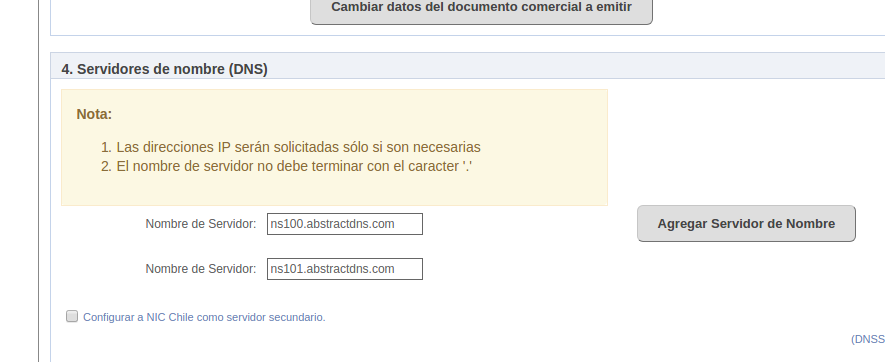 Cambiar datos del documento comercial a emitir
4. Servidores de nombre (DNS)
Nota:
1. Las direcciones IP serán solicitadas sólo si son necesarias
2. El nombre de servidor no debe terminar con el caracter '.'
Nombre de Servidor: ns100.abstractdns.com Agregar Servidor de Nombre
Nombre de Servidor: ns101.abstractdns.com
Configurar a NIC Chile como servidor secundario.
(DNSS